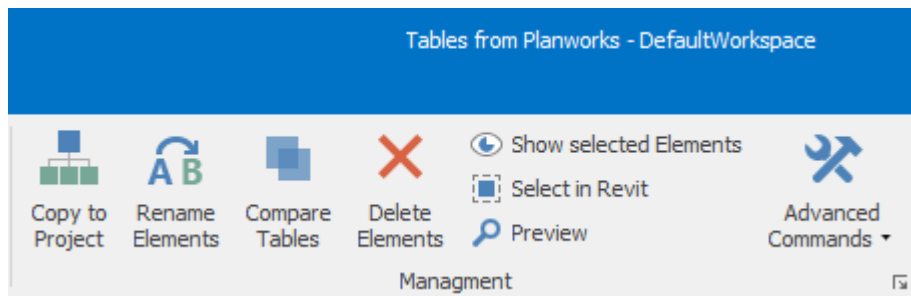 Tables from Planworks - DefaultWorkspace
Copy to
Project
Rename
Elements
Compare
Tables
Delete
Elements
Show selected Elements
Select in Revit
Preview
Advanced
Commands
Managment